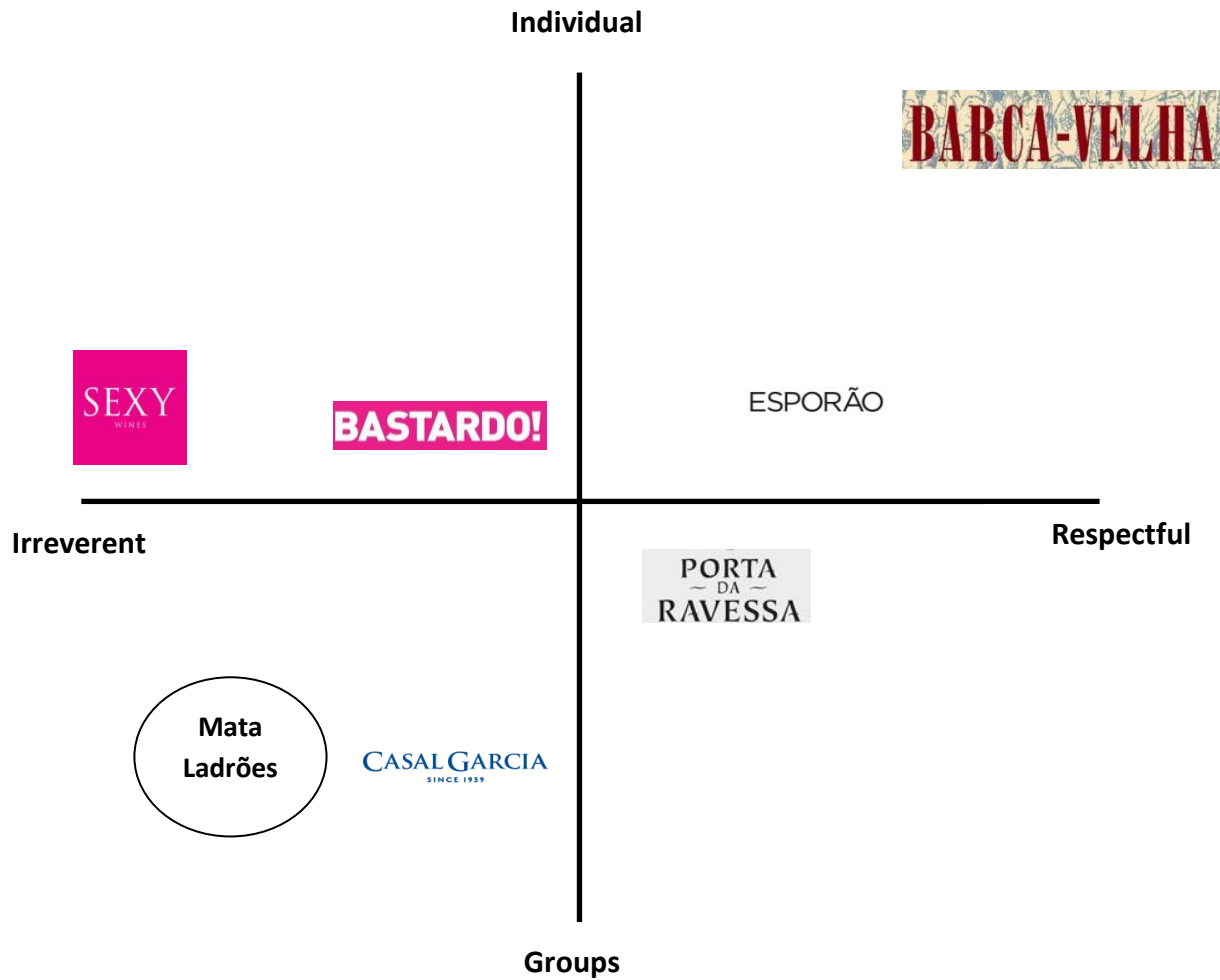 Individual
BARCA-VELHA
SEXY
WINES
BASTARDO!
ESPORÃO
Irreverent
Respectful
PORTA
~ DA ~
RAVESSA
Mata
Ladrões
CASAL GARCIA
SINCE 1939
Groups